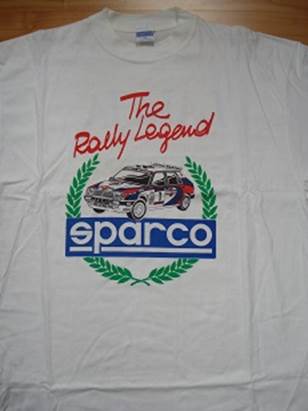 The
Rally Legend
sparco